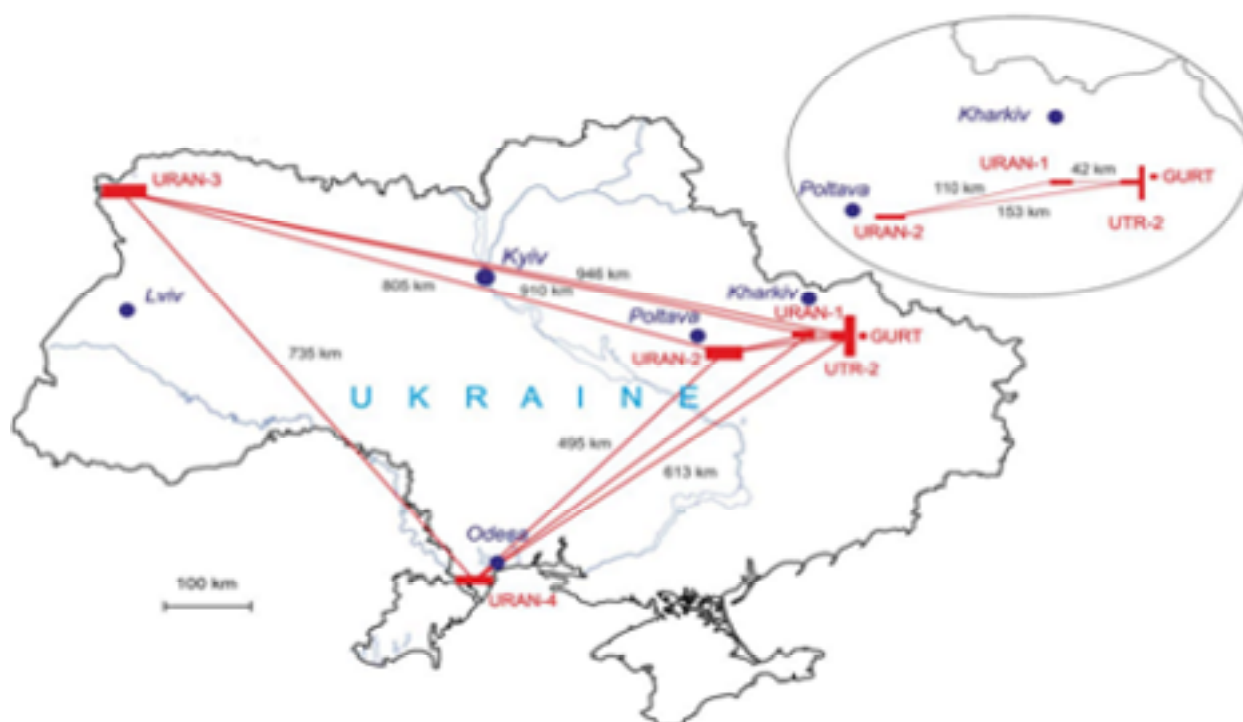 Kharkiv
URAN-1
42 km
GURT
110 km
Poltava
153 km
UTR-2
URAN-2
URAN-3
Kyiv
946 km
805 km
910 km
Kharkiv
Lviv
Poltava
URAN-1
GURT
735 km
URAN-2
UTR-2
UKRAINE
495 km
613 km
Odesa
100 km
URAN-4